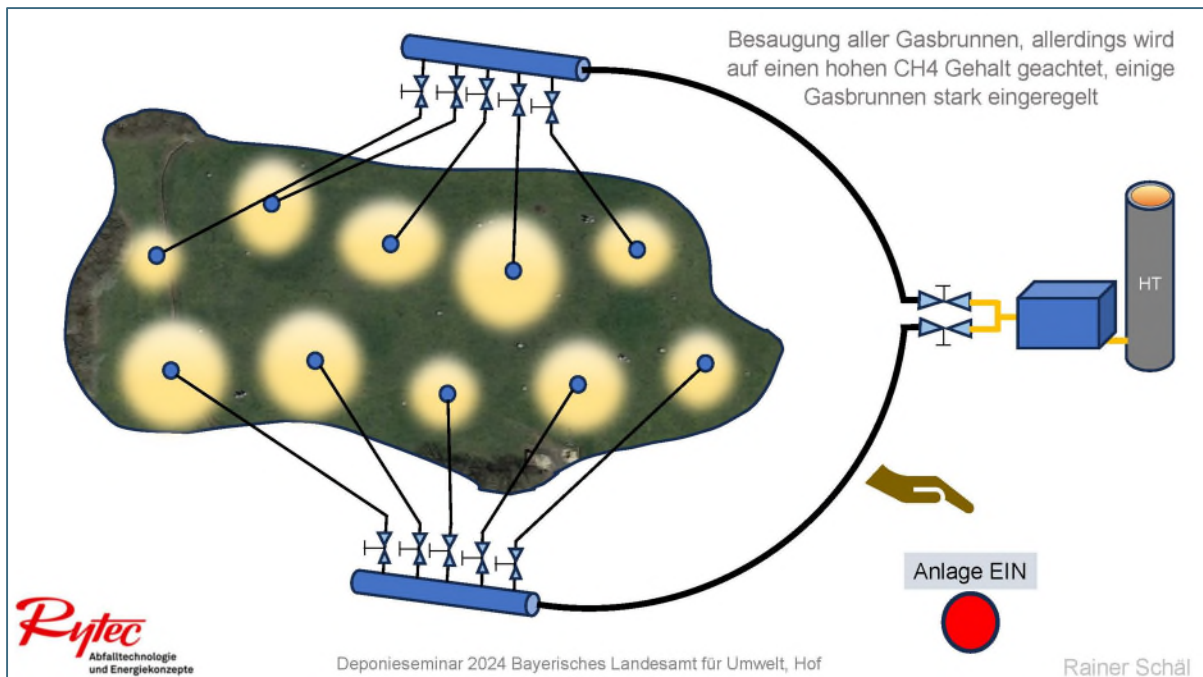 Besaugung aller Gasbrunnen, allerdings wird
auf einen hohen CH4 Gehalt geachtet, einige
Gasbrunnen stark eingeregelt
HT
Anlage EIN
Rytec
Abfalltechnologie
und Energiekonzepte
Deponieseminar 2024 Bayerisches Landesamt für Umwelt, Hof
Rainer Schäl